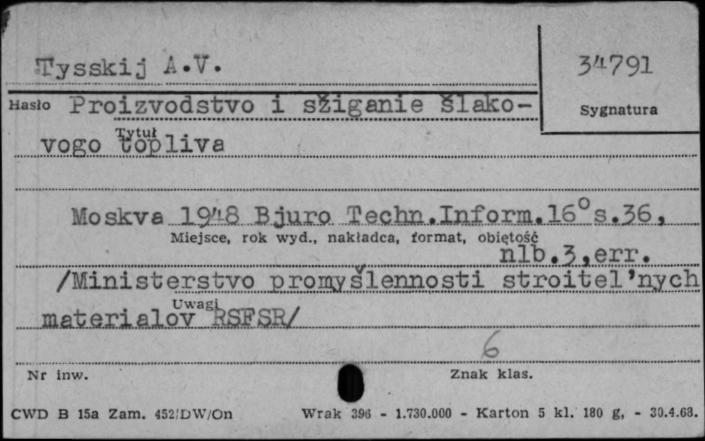 Tysskij A.V.
34791
Hasło Proizvodstvo i sžiganie šlako-
Sygnatura
Tytuł
vogo topliva
Moskva 1948 Bjuro Techn.Inform.16° s.36,
Miejsce, rok wyd., nakładca, format, objętość
nlb.3,err.
/Ministerstvo promyšlennosti stroitel'nych
Uwagi
materialov RSFSR/
6
Nr inw.
Znak klas.
CWD B 15a Zam. 452/DW/On Wrak 396 - 1.730.000 - Karton 5 kl. 180 g, - 30.4.68.